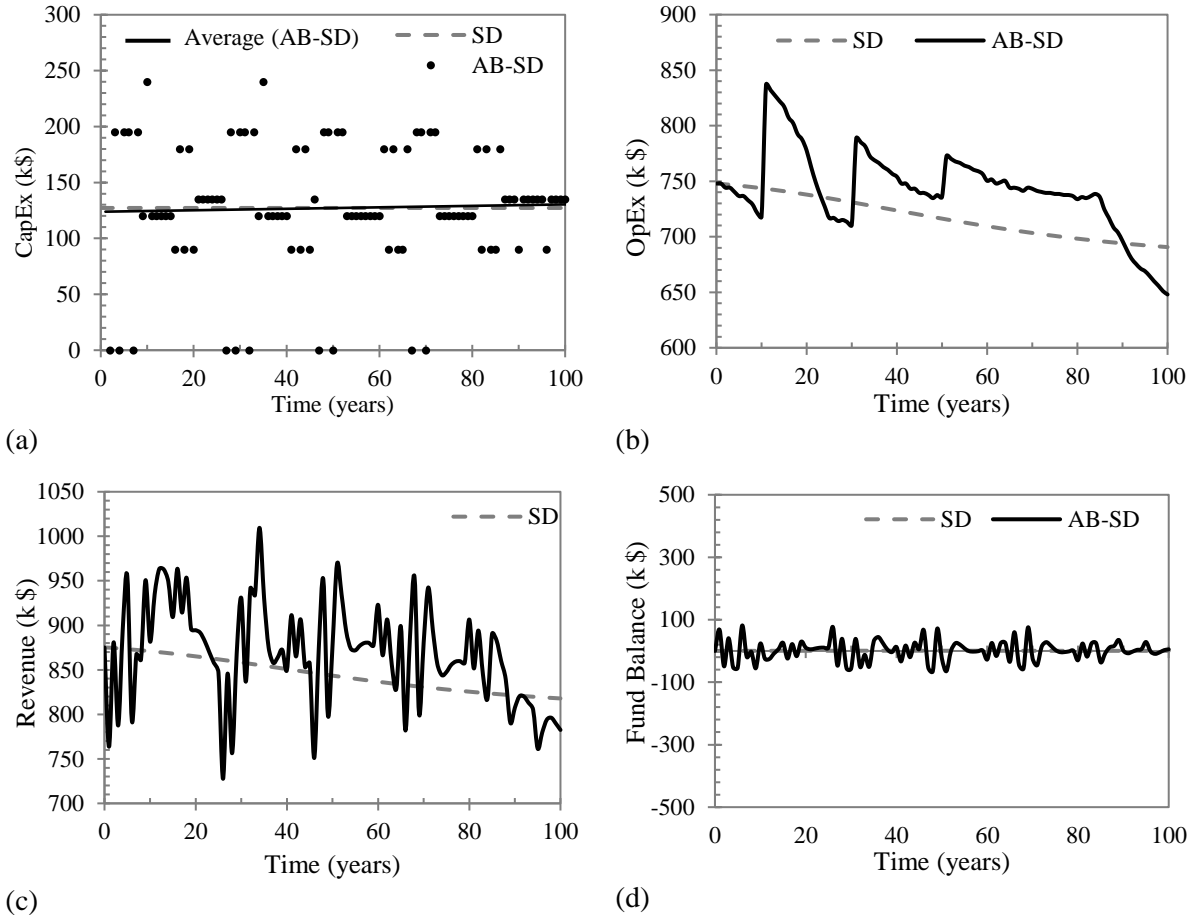 300
250
200
150
100
50
0
CapEx (k$)
Average (AB-SD)
SD
AB-SD
0 20 40 60 80 100
Time (years)
(a)
900
850
800
750
700
650
600
OpEx (k $)
SD
AB-SD
0 20 40 60 80 100
Time (years)
(b)
1050
1000
950
900
850
800
750
700
Revenue (k $)
SD
0 20 40 60 80 100
Time (years)
(c)
500
300
100
-100
-300
-500
Fund Balance (k $)
SD
AB-SD
0 20 40 60 80 100
Time (years)
(d)